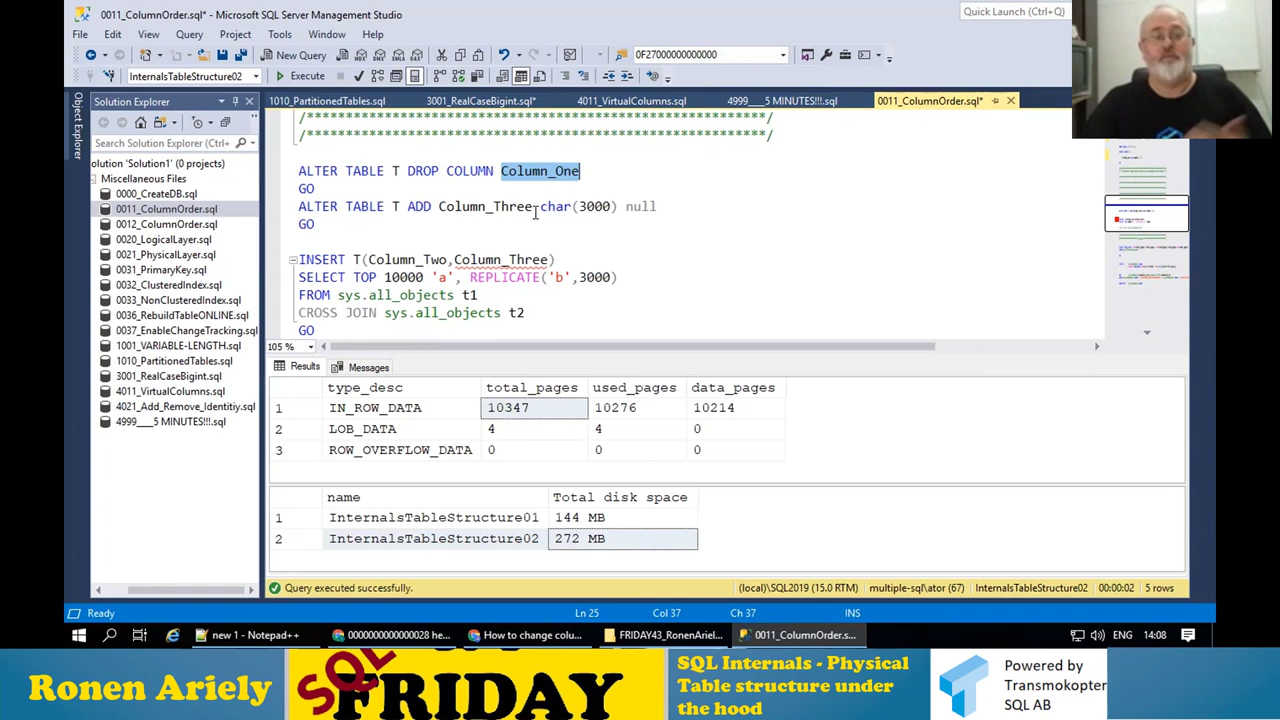 0011_ColumnOrder.sql* - Microsoft SQL Server Management Studio
Quick Launch (Ctrl+Q)
File Edit View Query Project Tools Window Help
New Query
0F27000000000000
InternalsTableStructure02
Execute
Object Explorer
Solution Explorer
1010_PartitionedTables.sql 3001_RealCaseBigint.sql* 4011_VirtualColumns.sql 4999___5 MINUTES!!!.sql 0011_ColumnOrder.sql*
Search Solution Explorer (Ctrl+
olution 'Solution1' (0 projects)
Miscellaneous Files
0000_CreateDB.sql
0011_ColumnOrder.sql
0012_ColumnOrder.sql
0020_LogicalLayer.sql
0021_PhysicalLayer.sql
0031_PrimaryKey.sql
0032_ClusteredIndex.sql
0033_NonClusteredIndex.sql
0036_RebuildTableONLINE.sql
0037_EnableChangeTracking.sql
1001_VARIABLE-LENGTH.sql
1010_PartitionedTables.sql
3001_RealCaseBigint.sql
4011_VirtualColumns.sql
4021_Add_Remove_Identitiy.sql
4999___5 MINUTES!!!.sql
ALTER TABLE T DROP COLUMN Column_One
GO
ALTER TABLE T ADD Column_Three char(3000) null
GO
INSERT T(Column_Two,Column_Three)
SELECT TOP 10000 'a', REPLICATE('b',3000)
FROM sys.all_objects t1
CROSS JOIN sys.all_objects t2
GO
105 %
Results Messages
type_desc total_pages used_pages data_pages
1 IN_ROW_DATA 10347 10276 10214
2 LOB_DATA 4 4 0
3 ROW_OVERFLOW_DATA 0 0 0
name Total disk space
1 InternalsTableStructure01 144 MB
2 InternalsTableStructure02 272 MB
Query executed successfully.
(local)\SQL2019 (15.0 RTM) multiple-sql\ator (67) InternalsTableStructure02 00:00:02 5 rows
Ready Ln 25 Col 37 Ch 37 INS
new 1 - Notepad++ 0000000000000028 he... How to change colu... FRIDAY43_RonenAriel... 0011_ColumnOrder.s... ENG 14:08
Ronen Ariely
SQL
FRIDAY
SQL Internals - Physical
Table structure under
the hood
Powered by
Transmokopter
SQL AB